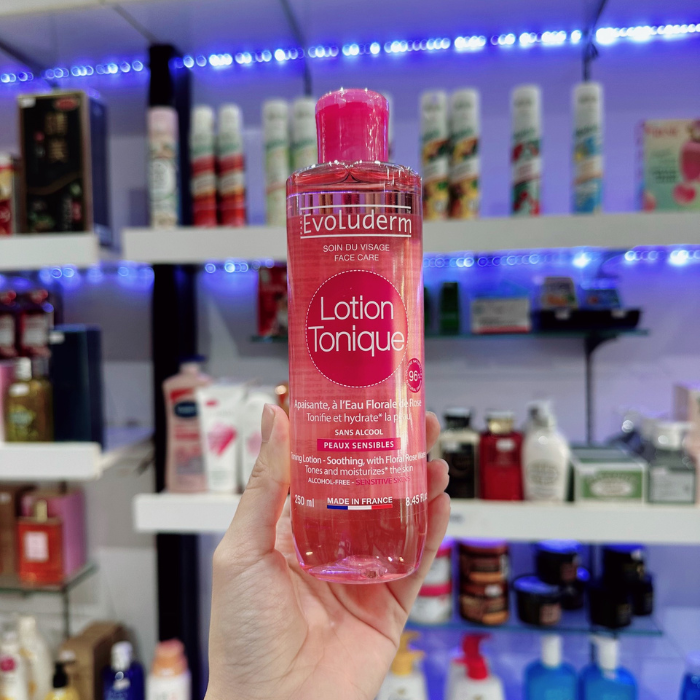 Evoluderm
SOIN DU VISAGE
FACE CARE
Lotion
Tonique
96%
Apaisante, à l'Eau Florale de Rose
Tonifie et hydrate* la peau
SANS ALCOOL
PEAUX SENSIBLES
Lotion - Soothing, with Floral Rose
Tones and moisturizes* the skin
ALCOHOL-FREE - SENSITIVE
250 ml
MADE IN FRANCE
8.45 Fl
Vaseline